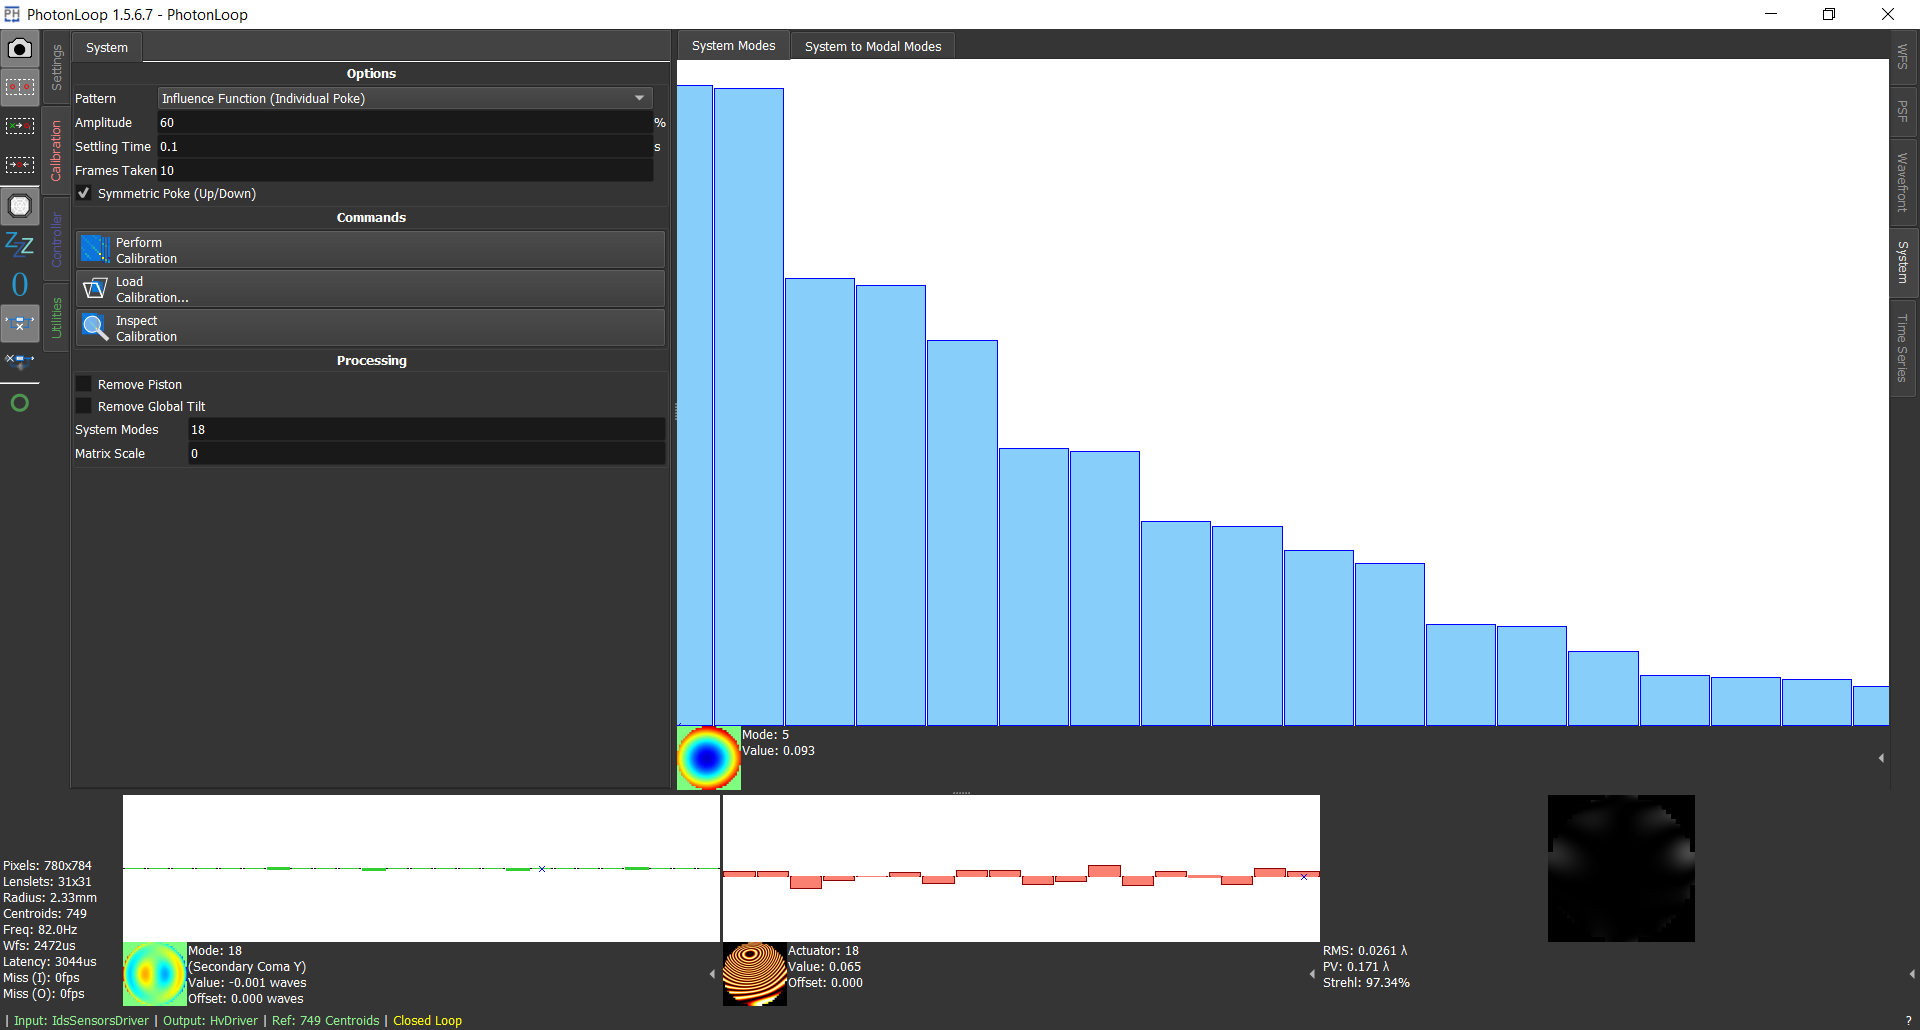 PhotonLoop 1.5.6.7 - PhotonLoop
Settings
Calibration
Controller
Utilities
System
Options
Pattern Influence Function (Individual Poke)
Amplitude 60 %
Settling Time 0.1 s
Frames Taken 10
Symmetric Poke (Up/Down)
Commands
Perform
Calibration
Load
Calibration...
Inspect
Calibration
Processing
Remove Piston
Remove Global Tilt
System Modes 18
Matrix Scale 0
System Modes
System to Modal Modes
Mode: 5
Value: 0.093
WFS
PSF
Wavefront
System
Time Series
Pixels: 780x784
Lenslets: 31x31
Radius: 2.33mm
Centroids: 749
Freq: 82.0Hz
Wfs: 2472us
Latency: 3044us
Miss (I): 0fps
Miss (O): 0fps
Mode: 18
(Secondary Coma Y)
Value: -0.001 waves
Offset: 0.000 waves
Actuator: 18
Value: 0.065
Offset: 0.000
RMS: 0.0261 λ
PV: 0.171 λ
Strehl: 97.34%
| Input: IdsSensorsDriver | Output: HvDriver | Ref: 749 Centroids | Closed Loop
?